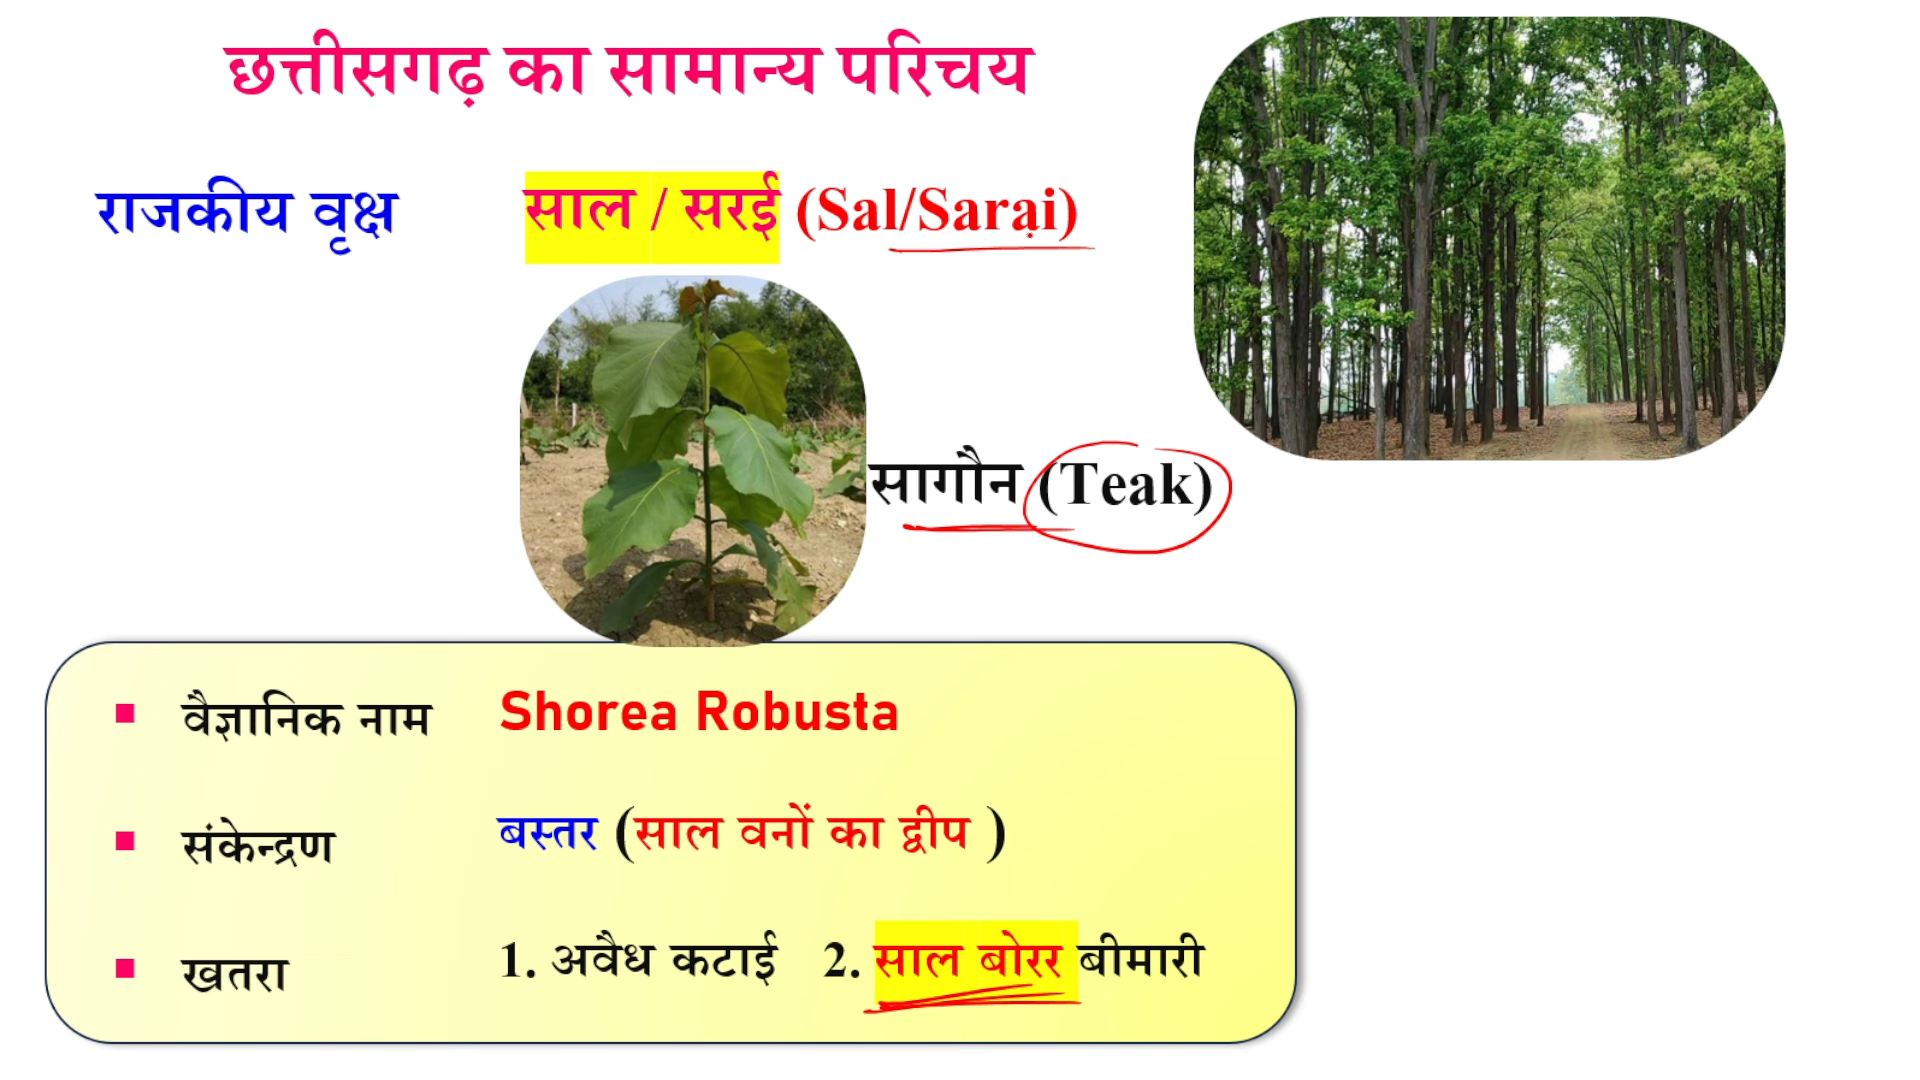 छत्तीसगढ़ का सामान्य परिचय
राजकीय वृक्ष साल / सरई (Sal/Sarai)
सागौन (Teak)
▪ वैज्ञानिक नाम Shorea Robusta
▪ संकेन्द्रण बस्तर (साल वनों का द्वीप )
▪ खतरा 1. अवैध कटाई 2. साल बोरर बीमारी